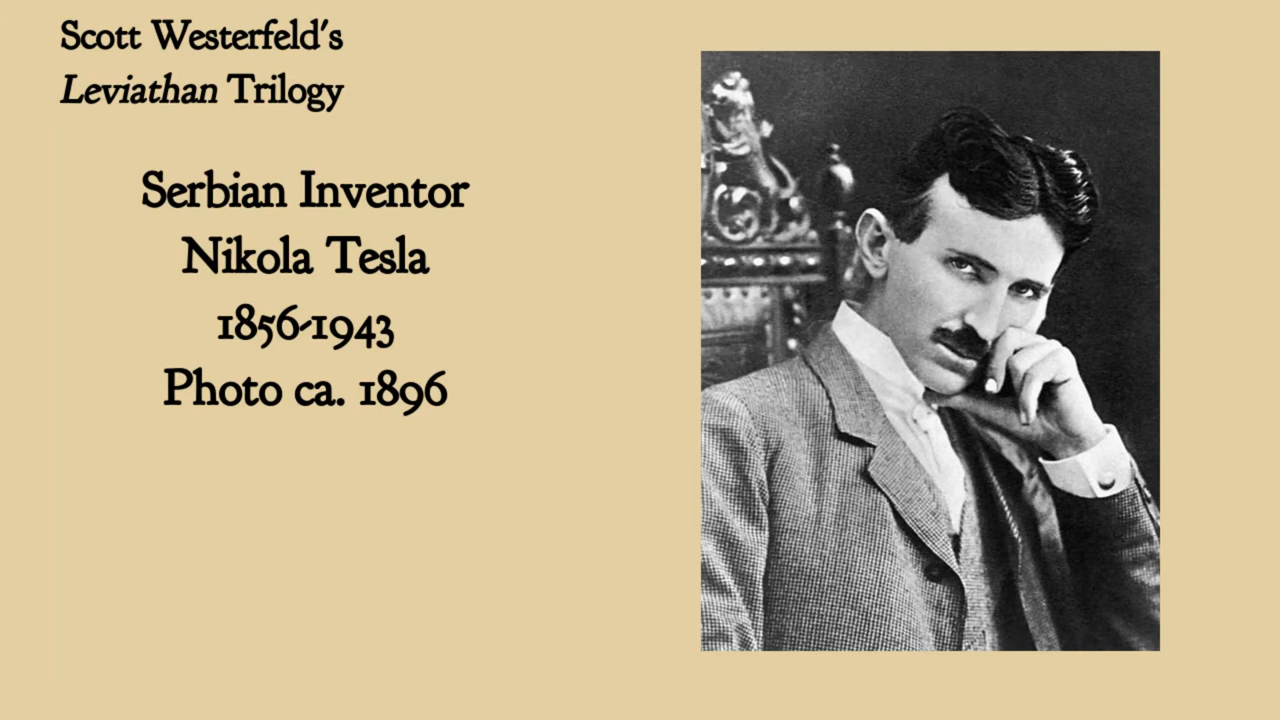 Scott Westerfeld's
Leviathan Trilogy
Serbian Inventor
Nikola Tesla
1856-1943
Photo ca. 1896